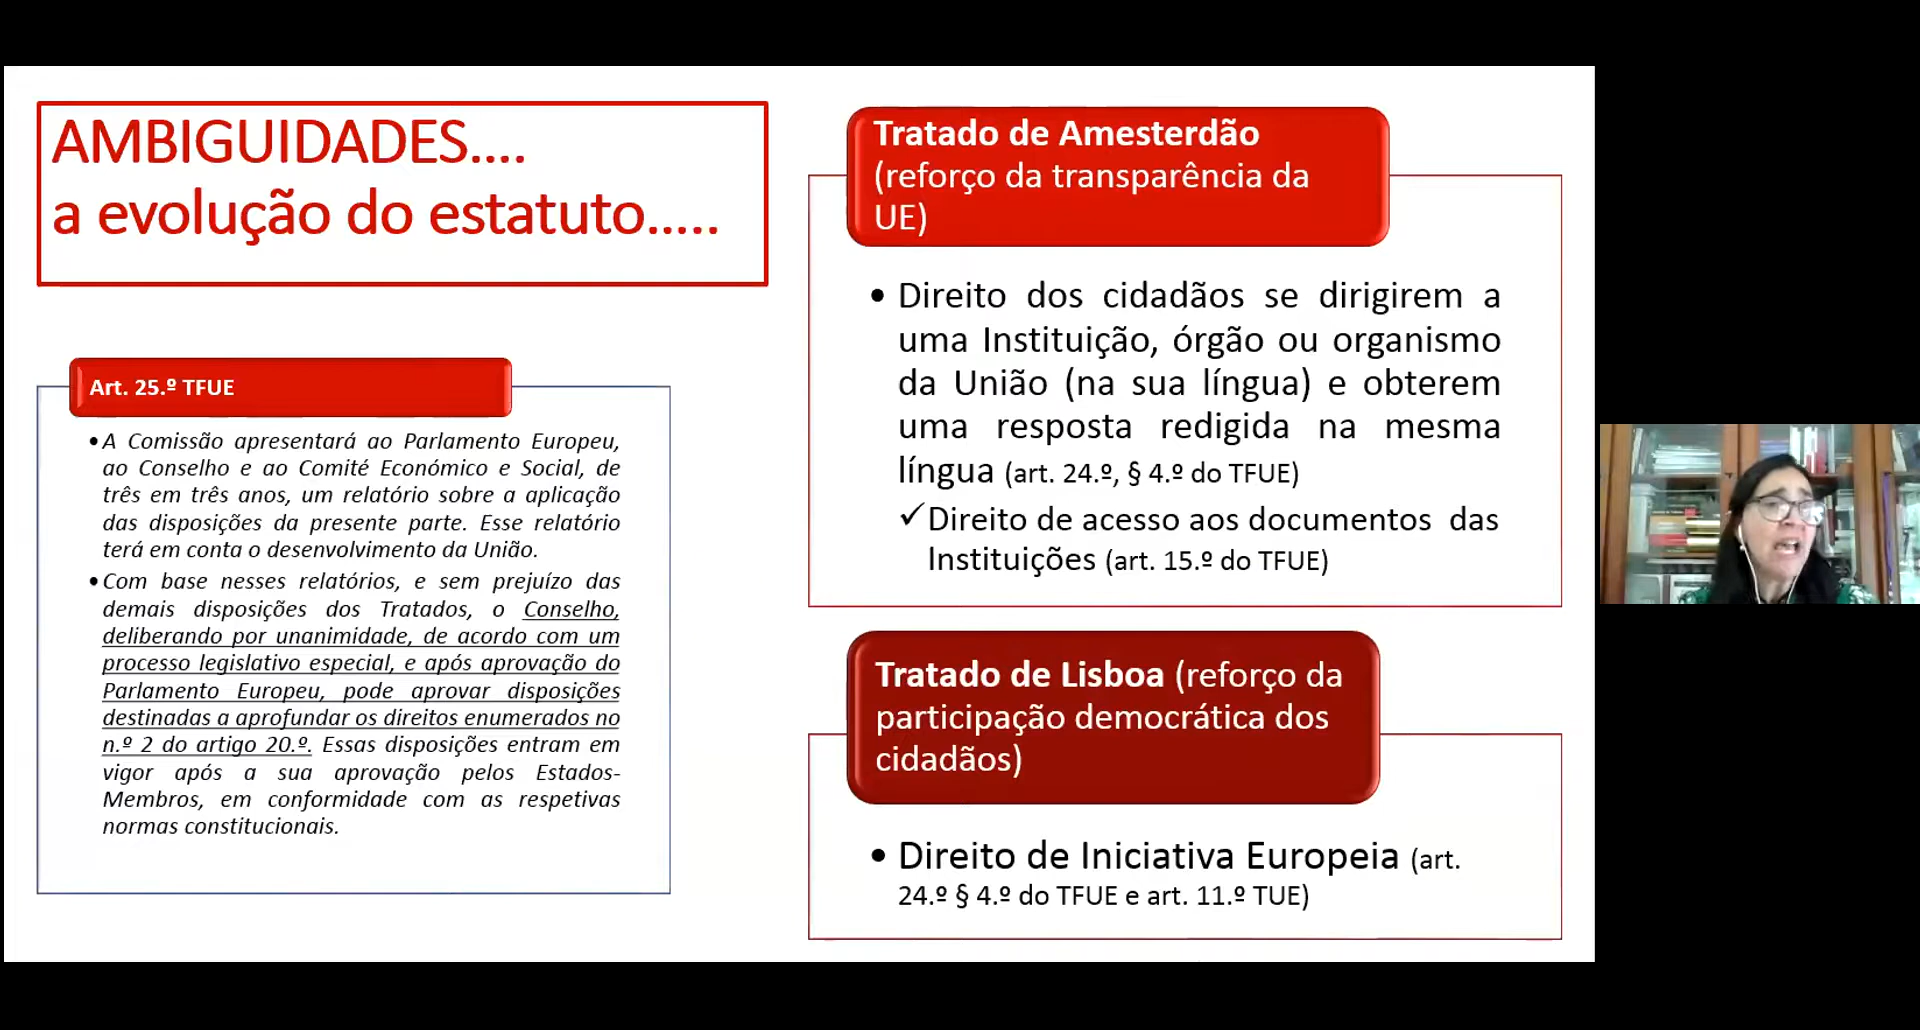 AMBIGUIDADES....
a evolução do estatuto.....
Art. 25.º TFUE
•A Comissão apresentará ao Parlamento Europeu,
ao Conselho e ao Comité Económico e Social, de
três em três anos, um relatório sobre a aplicação
das disposições da presente parte. Esse relatório
terá em conta o desenvolvimento da União.
•Com base nesses relatórios, e sem prejuízo das
demais disposições dos Tratados, o Conselho,
deliberando por unanimidade, de acordo com um
processo legislativo especial, e após aprovação do
Parlamento Europeu, pode aprovar disposições
destinadas a aprofundar os direitos enumerados no
n.º 2 do artigo 20.º. Essas disposições entram em
vigor após a sua aprovação pelos Estados-
Membros, em conformidade com as respetivas
normas constitucionais.
Tratado de Amesterdão
(reforço da transparência da
UE)
• Direito dos cidadãos se dirigirem a
uma Instituição, órgão ou organismo
da União (na sua língua) e obterem
uma resposta redigida na mesma
língua (art. 24.º, § 4.º do TFUE)
✓Direito de acesso aos documentos das
Instituições (art. 15.º do TFUE)
Tratado de Lisboa (reforço da
participação democrática dos
cidadãos)
• Direito de Iniciativa Europeia (art.
24.º § 4.º do TFUE e art. 11.º TUE)